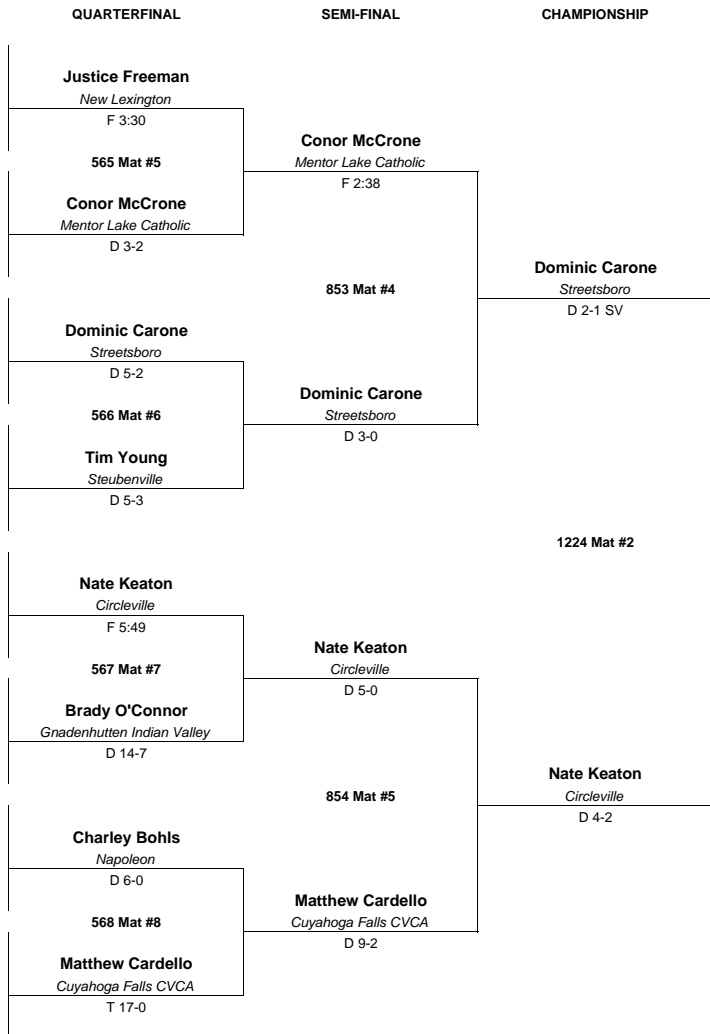 QUARTERFINAL
SEMI-FINAL
CHAMPIONSHIP
Justice Freeman
New Lexington
F 3:30
565 Mat #5
Conor McCrone
Mentor Lake Catholic
D 3-2
Conor McCrone
Mentor Lake Catholic
F 2:38
853 Mat #4
Dominic Carone
Streetsboro
D 2-1 SV
Dominic Carone
Streetsboro
D 5-2
566 Mat #6
Tim Young
Steubenville
D 5-3
Dominic Carone
Streetsboro
D 3-0
1224 Mat #2
Nate Keaton
Circleville
F 5:49
567 Mat #7
Brady O'Connor
Gnadenhutten Indian Valley
D 14-7
Nate Keaton
Circleville
D 5-0
854 Mat #5
Nate Keaton
Circleville
D 4-2
Charley Bohls
Napoleon
D 6-0
568 Mat #8
Matthew Cardello
Cuyahoga Falls CVCA
T 17-0
Matthew Cardello
Cuyahoga Falls CVCA
D 9-2